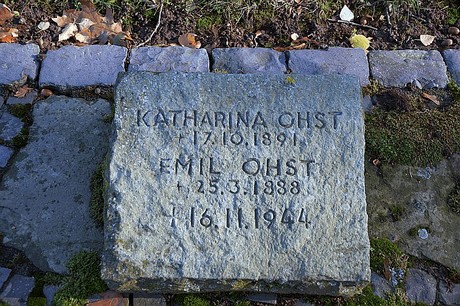 KATHARINA OHST
+17.10.1891
EMIL OHST
+25.3.1888
+16.11.1944